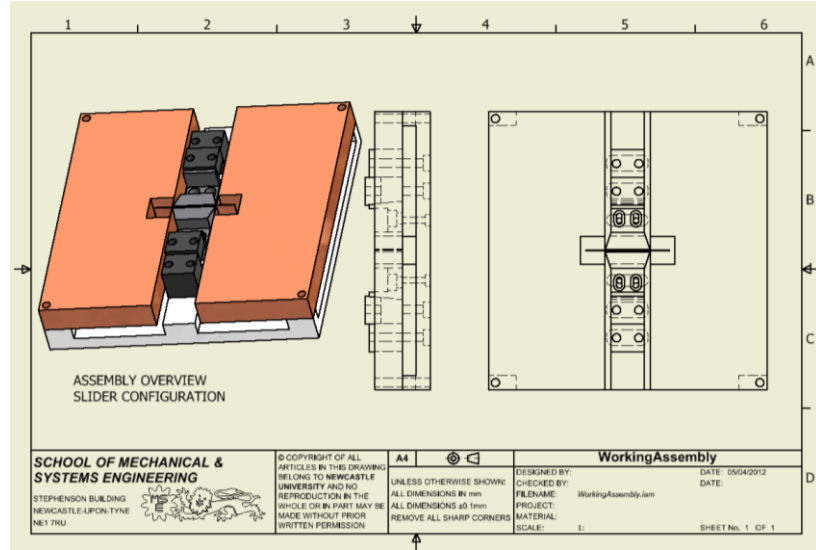 1 2 3 4 5 6
A
B
C
D
ASSEMBLY OVERVIEW
SLIDER CONFIGURATION
SCHOOL OF MECHANICAL &
SYSTEMS ENGINEERING
STEPHENSON BUILDING
NEWCASTLE-UPON-TYNE
NE1 7RU
MS
© COPYRIGHT OF ALL
ARTICLES IN THIS DRAWING
BELONG TO NEWCASTLE
UNIVERSITY AND NO
REPRODUCTION IN THE
WHOLE OR IN PART MAY BE
MADE WITHOUT PRIOR
WRITTEN PERMISSION
A4
UNLESS OTHERWISE SHOWN:
ALL DIMENSIONS IN mm
ALL DIMENSIONS ±0.1mm
REMOVE ALL SHARP CORNERS
WorkingAssembly
DESIGNED BY: DATE: 05/04/2012
CHECKED BY: DATE:
FILENAME: WorkingAssembly.iam
PROJECT:
MATERIAL:
SCALE: 1: SHEET No. 1 OF 1